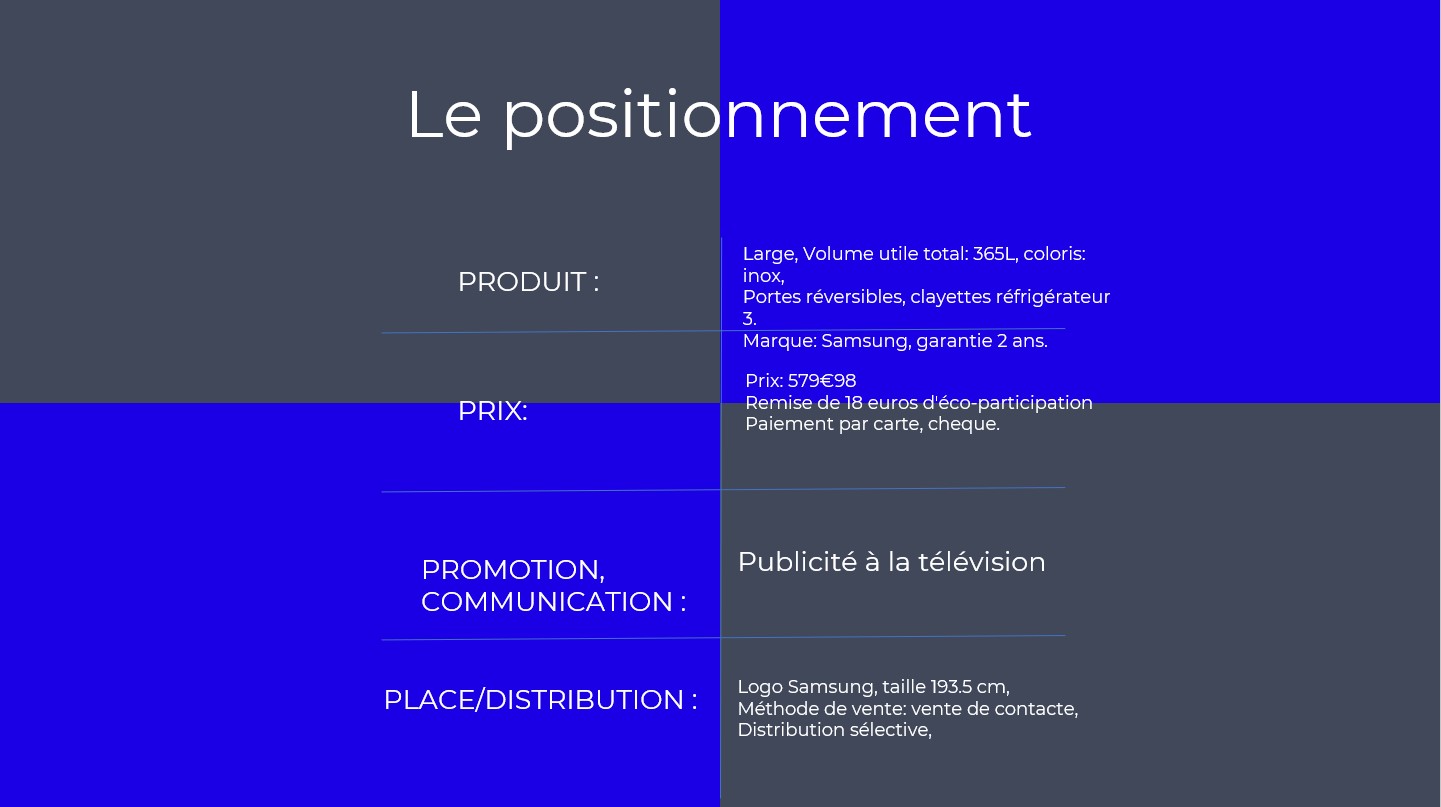 Le positionnement
PRODUIT :
Large, Volume utile total: 365L, coloris:
inox,
Portes réversibles, clayettes réfrigérateur
3.
Marque: Samsung, garantie 2 ans.
PRIX:
Prix: 579€98
Remise de 18 euros d'éco-participation
Paiement par carte, cheque.
PROMOTION,
COMMUNICATION :
Publicité à la télévision
PLACE/DISTRIBUTION :
Logo Samsung, taille 193.5 cm,
Méthode de vente: vente de contacte,
Distribution sélective,